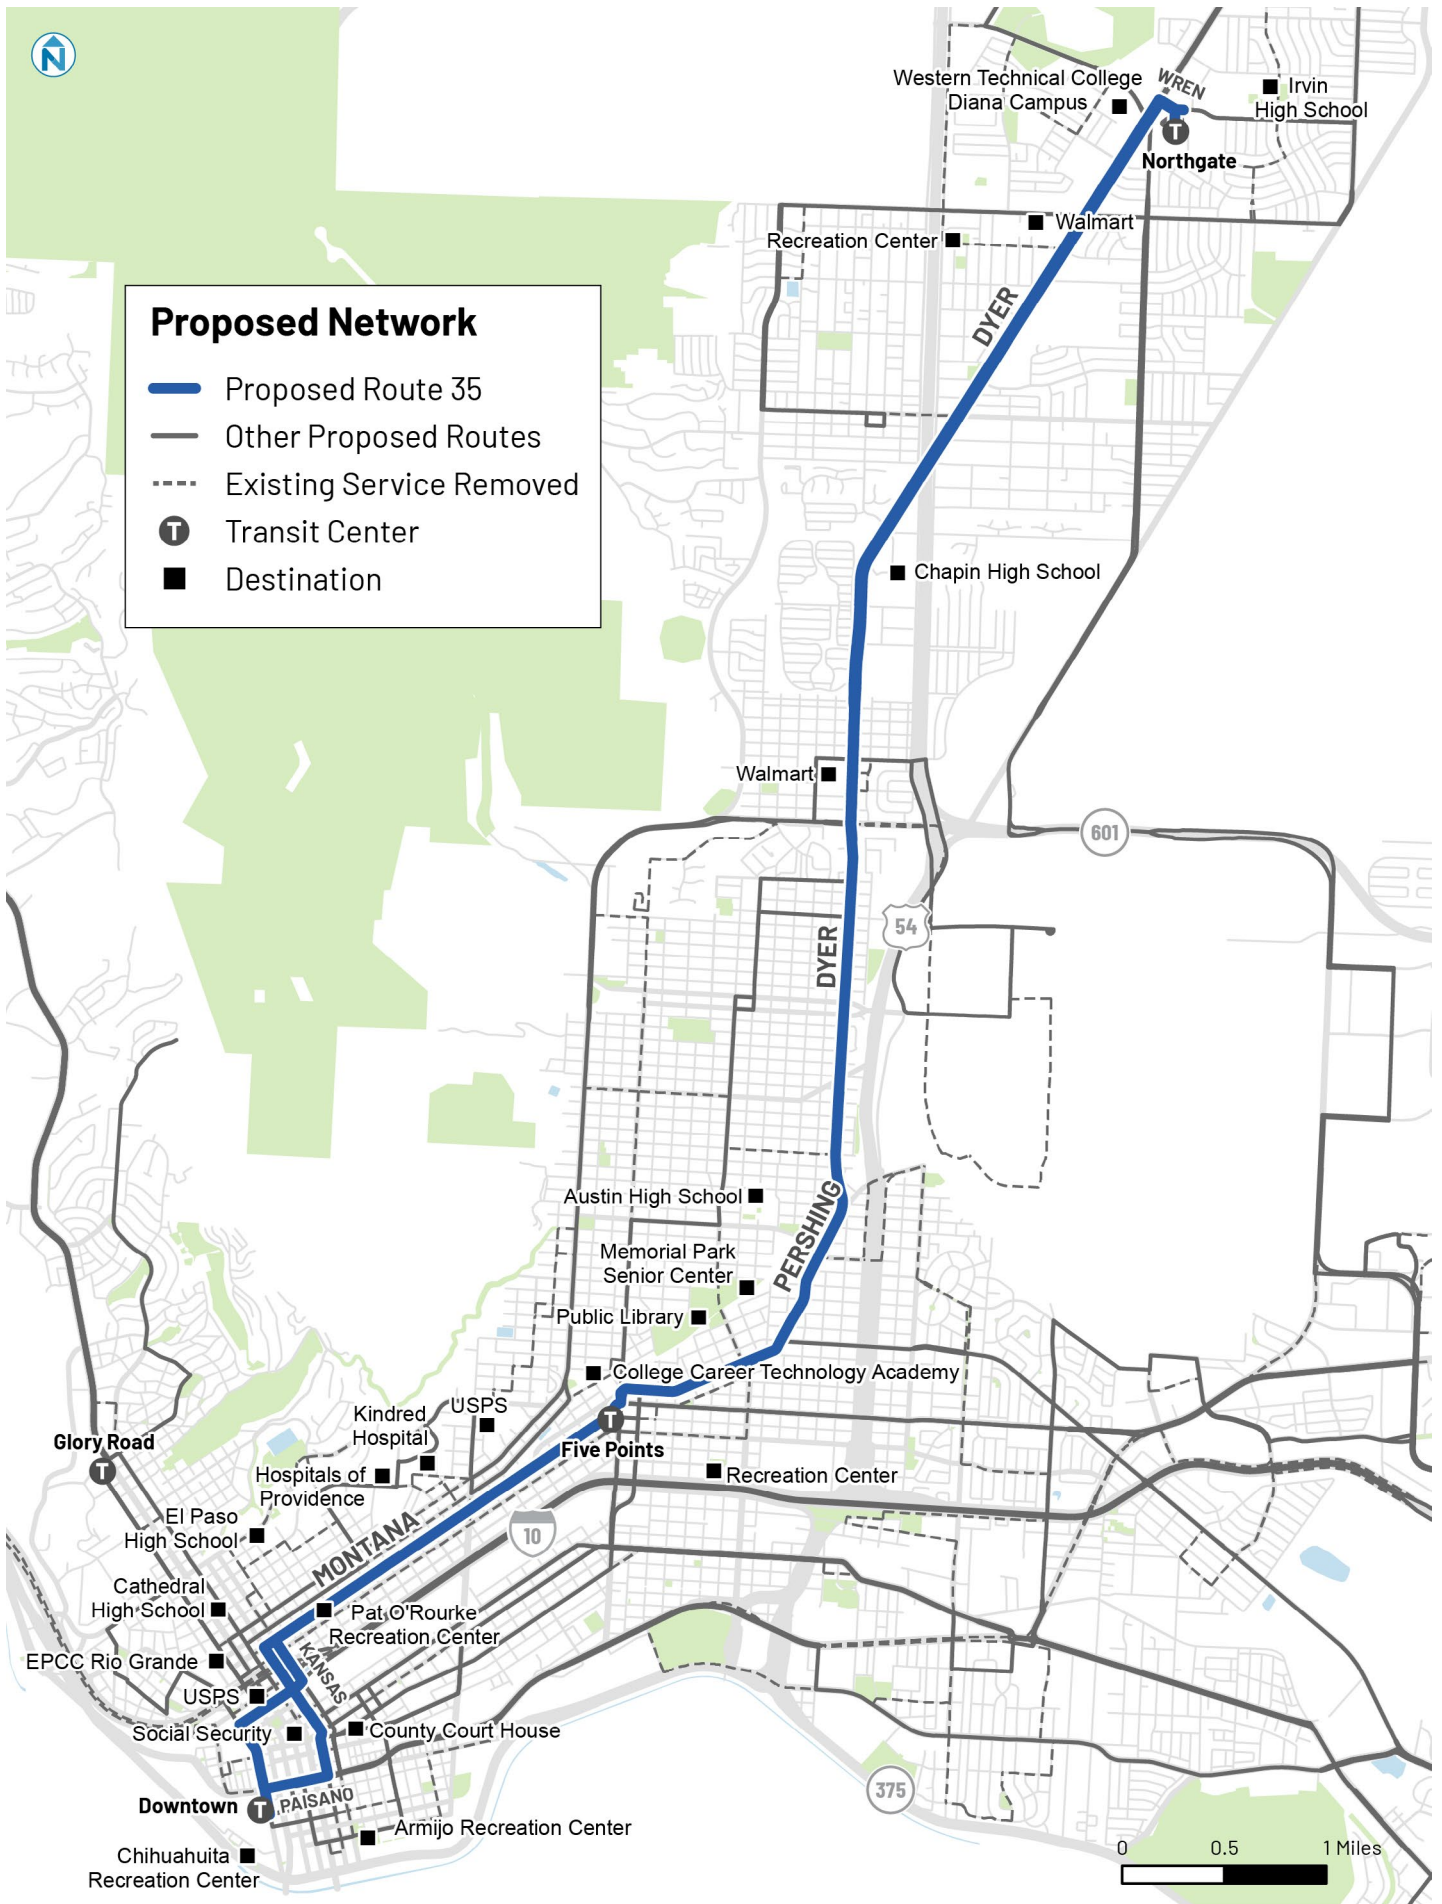 N
Western Technical College
Diana Campus
WREN
Irvin
High School
T
Northgate
Walmart
Recreation Center
DYER
Proposed Network
Proposed Route 35
Other Proposed Routes
Existing Service Removed
T Transit Center
Destination
Chapin High School
Walmart
601
54
DYER
Austin High School
PERSHING
Memorial Park
Senior Center
Public Library
College Career Technology Academy
USPS
Kindred
Hospital
T
Five Points
Glory Road
T
Hospitals of
Providence
Recreation Center
El Paso
High School
10
MONTANA
Cathedral
High School
Pat O'Rourke
Recreation Center
KANSAS
EPCC Rio Grande
USPS
Social Security
County Court House
375
Downtown
T
PAISANO
Armijo Recreation Center
Chihuahuita
Recreation Center
0 0.5 1 Miles